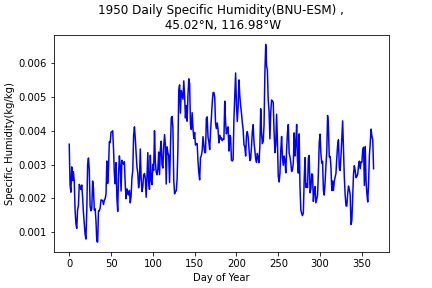 1950 Daily Specific Humidity(BNU-ESM) ,
45.02°N, 116.98°W
Specific Humidity(kg/kg)
0.006
0.005
0.004
0.003
0.002
0.001
0 50 100 150 200 250 300 350
Day of Year